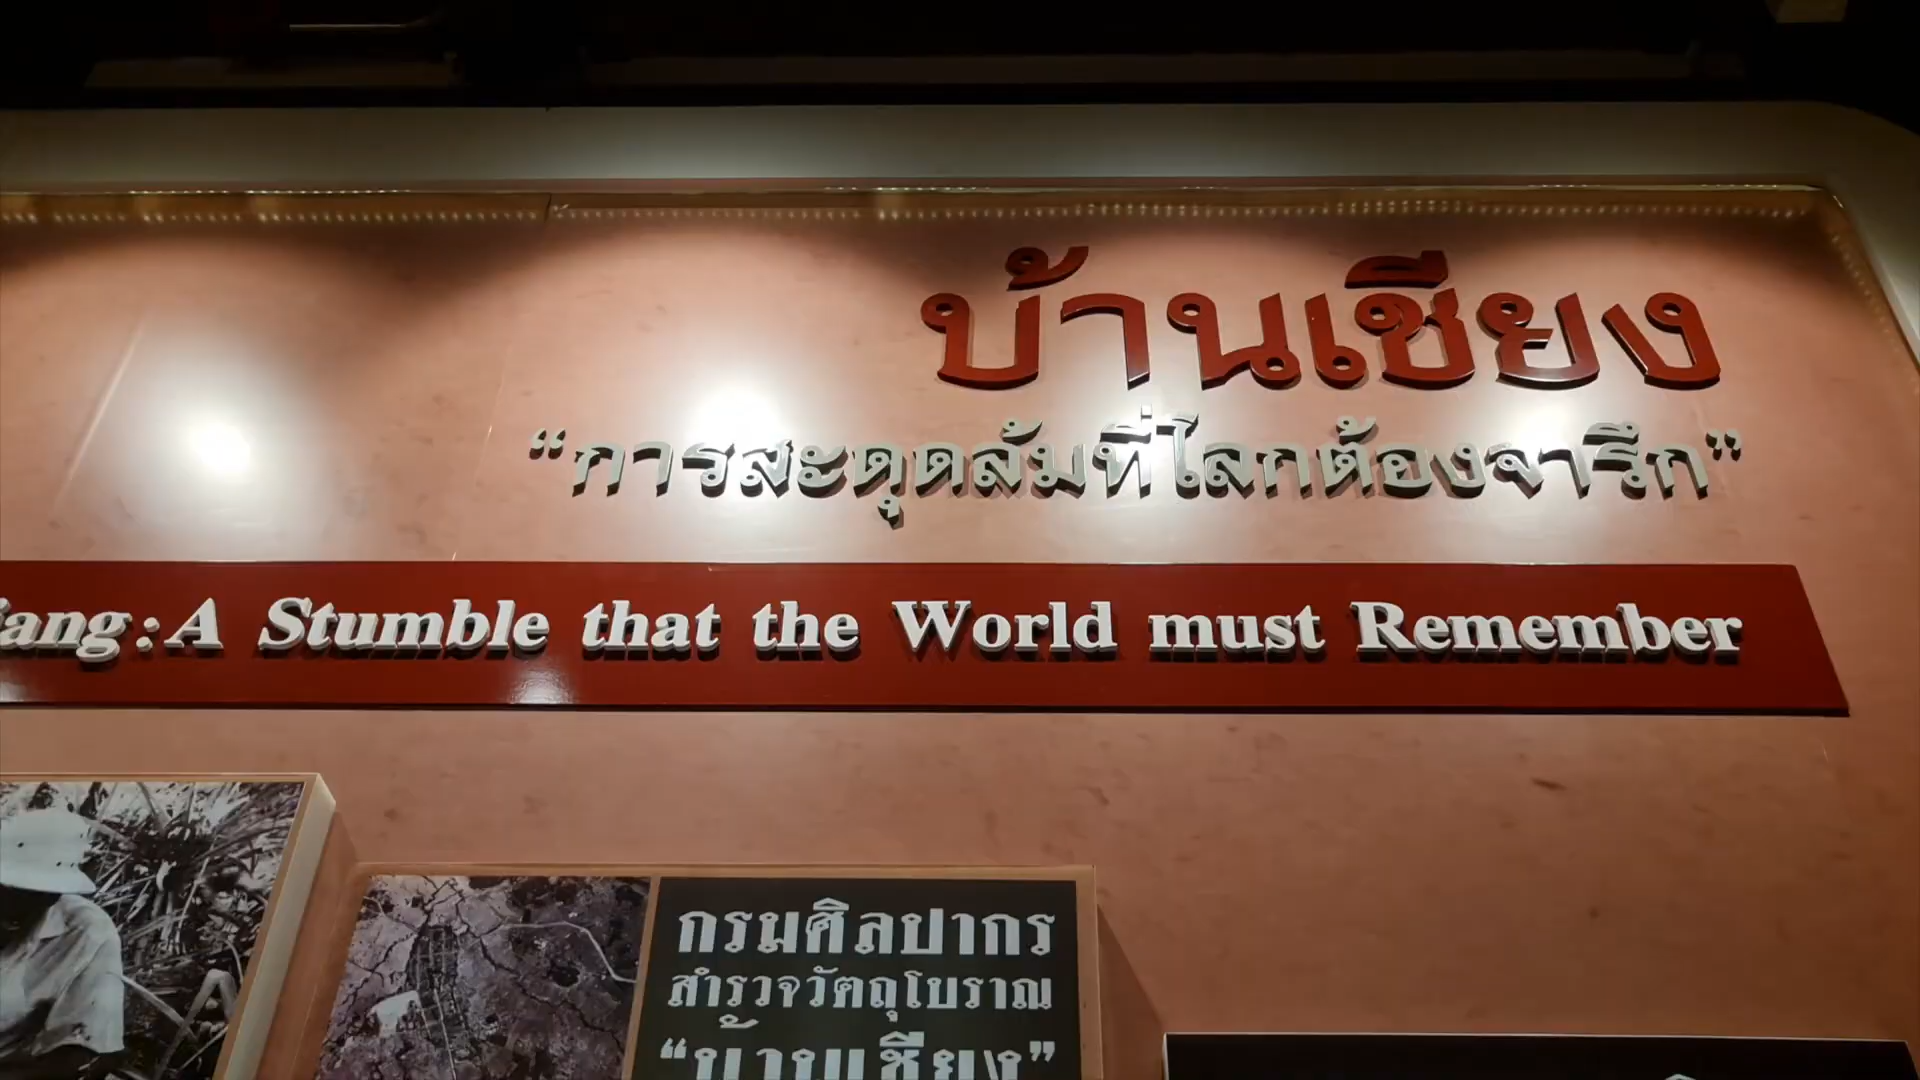 บ้านเชียง
“การสะดุดล้มที่โลกต้องจารึก”
iang: A Stumble that the World must Remember
กรมศิลปากร
สำรวจวัตถุโบราณ
“บ้านเชียง”